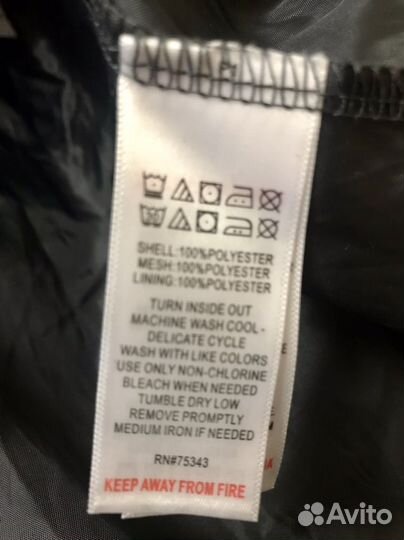 SHELL:100%POLYESTER
MESH:100%POLYESTER
LINING:100%POLYESTER
TURN INSIDE OUT
MACHINE WASH COOL-
DELICATE CYCLE
WASH WITH LIKE COLORS
USE ONLY NON-CHLORINE
BLEACH WHEN NEEDED
TUMBLE DRY LOW
REMOVE PROMPTLY
MEDIUM IRON IF NEEDED
RN#75343
KEEP AWAY FROM FIRE
Avito